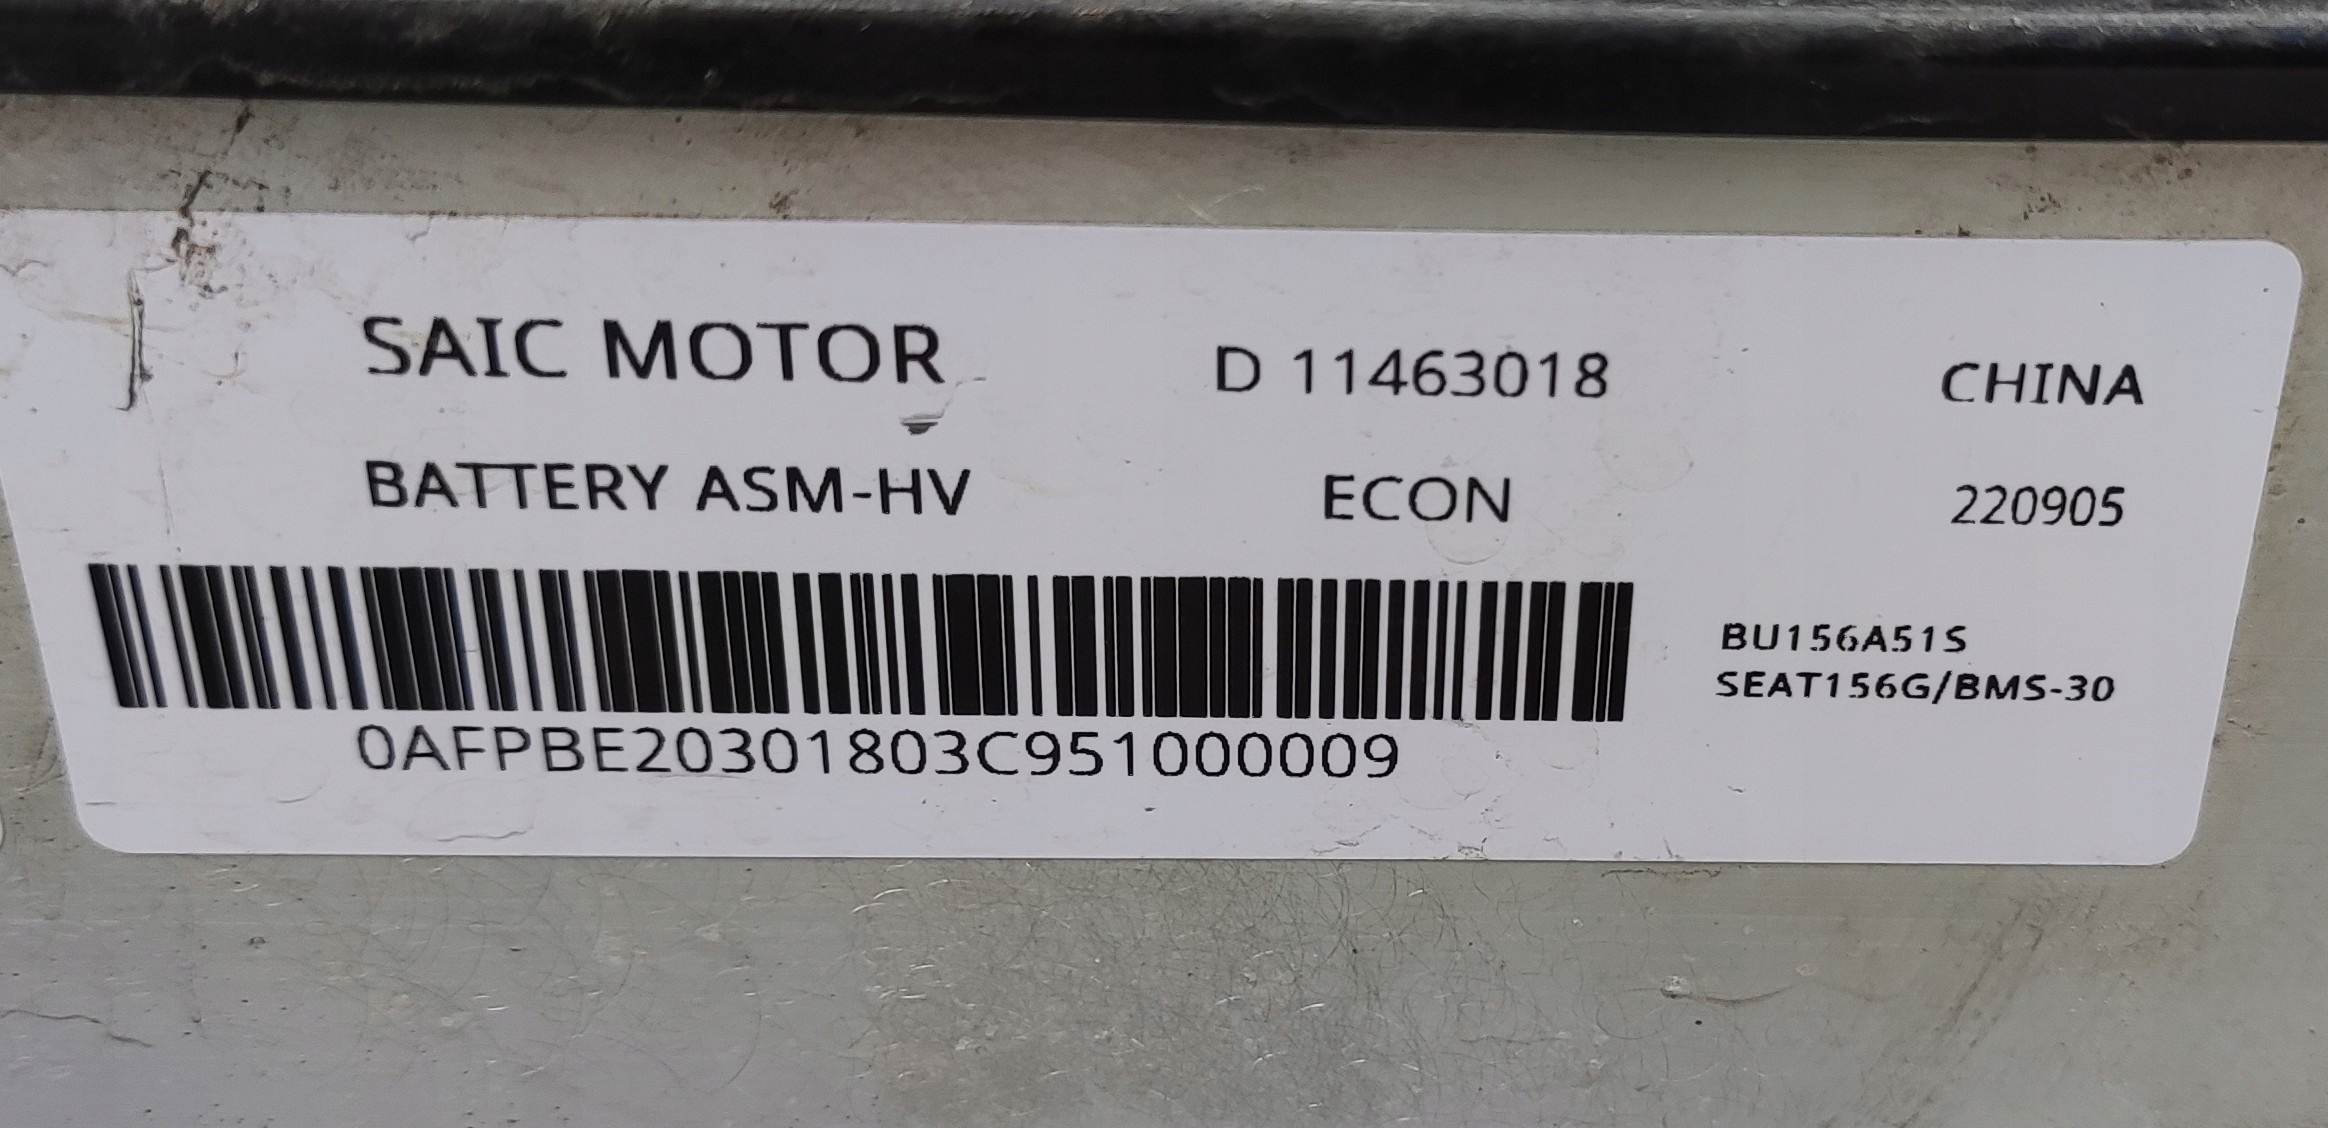 SAIC MOTOR D 11463018 CHINA
BATTERY ASM-HV ECON 220905
BU156A51S
SEAT156G/BMS-30
0AFPBE20301803C951000009